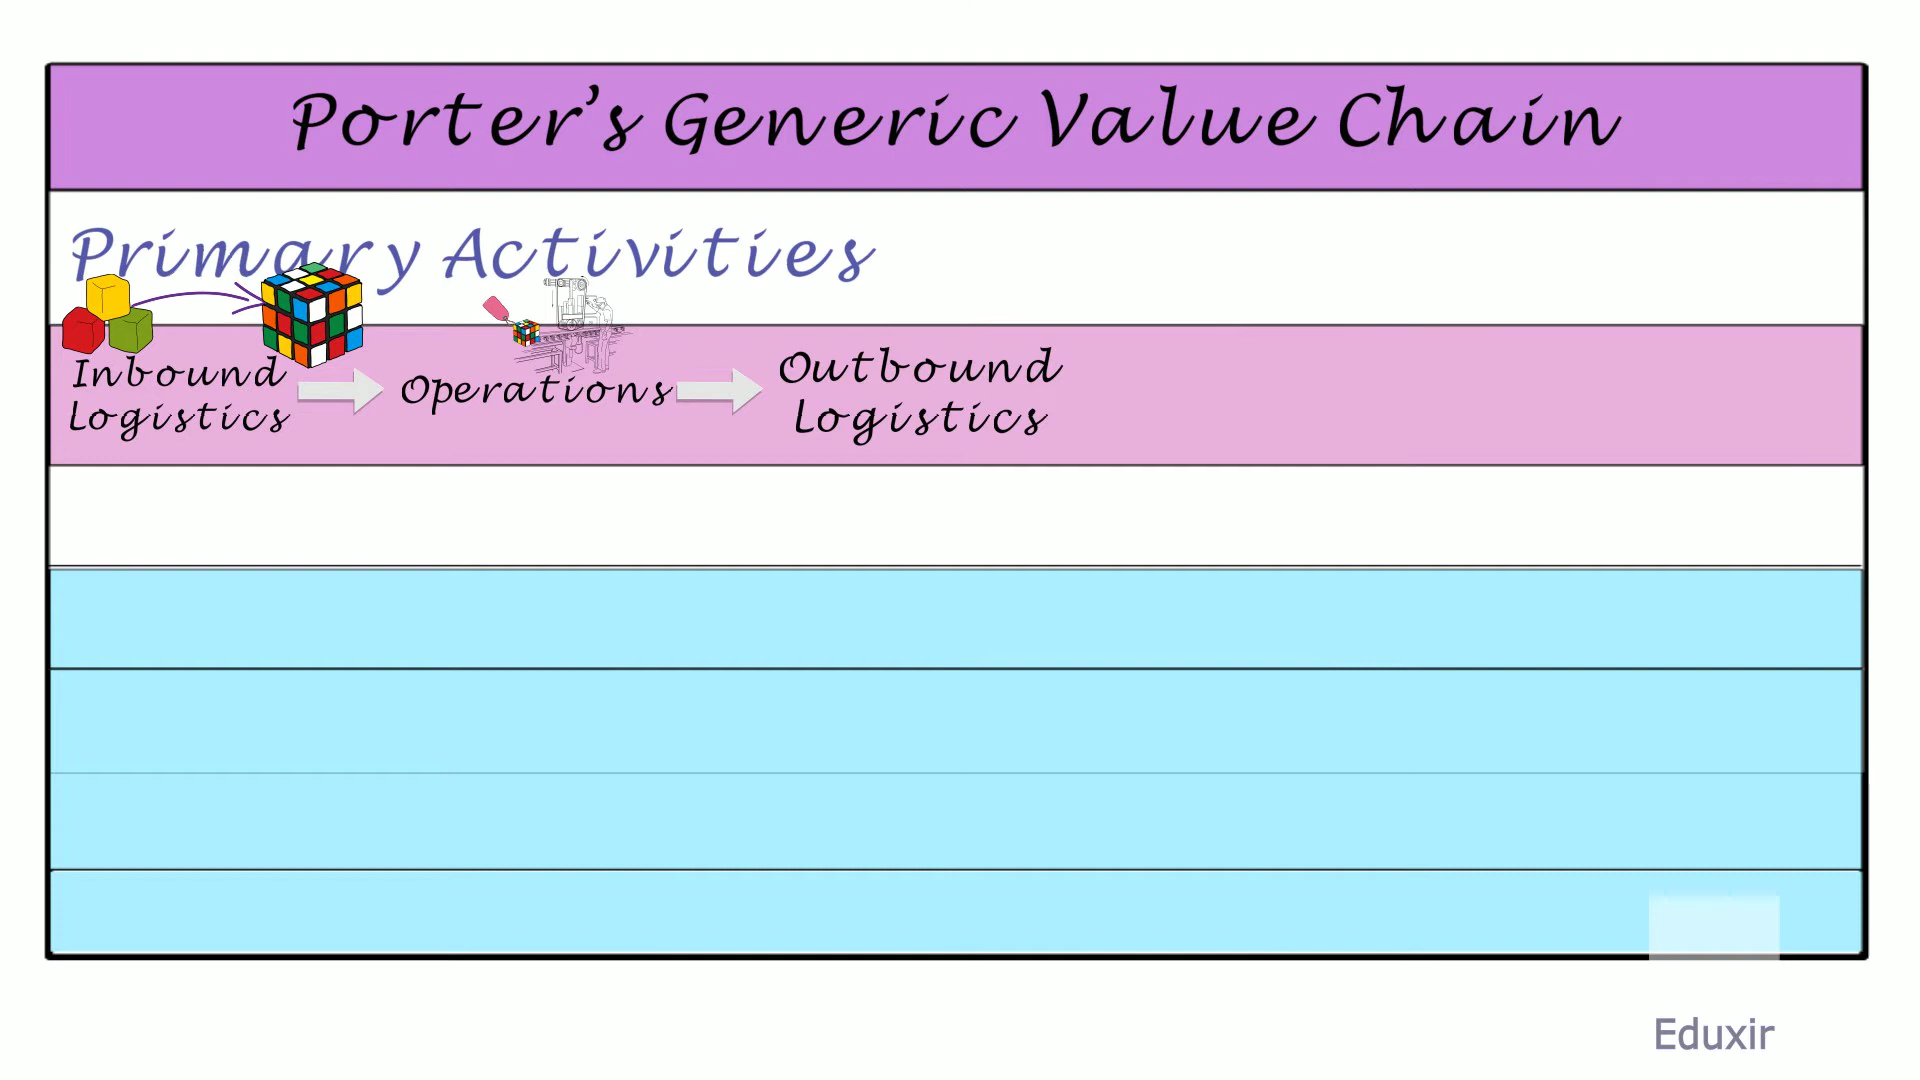 Porter’s Generic Value Chain
Primary Activities
Inbound
Logistics
Operations
Outbound
Logistics
Eduxir